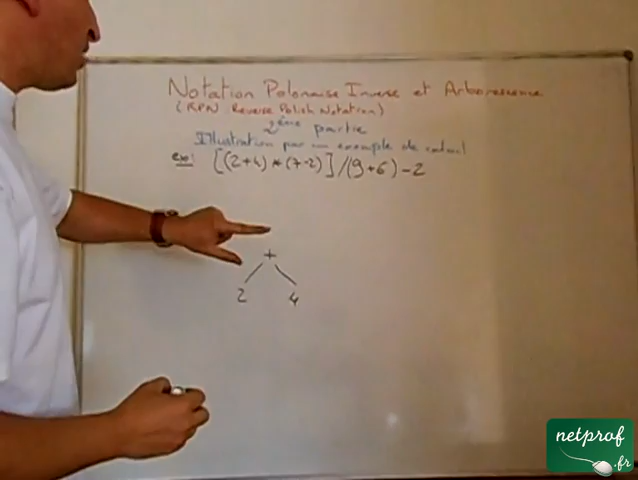 Notation Polonaise Inverse et Arborescence
(RPN Reverse Polish Notation)
2ème partie
Illustration par un exemple de calcul
ex: [(2+4)*(7-2)]/(9+6)-2
+
2 4
netprof
.fr